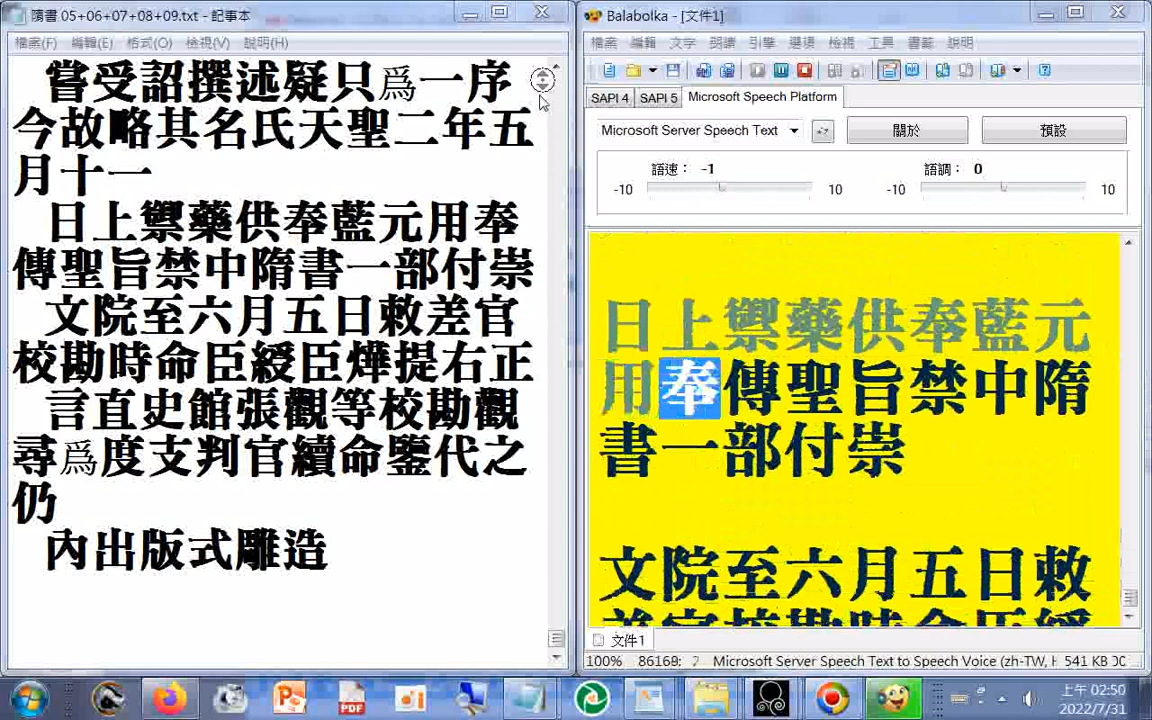 隋書 05+06+07+08+09.txt - 記事本
檔案(F) 編輯(E) 格式(O) 檢視(V) 說明(H)
嘗受詔撰述疑只爲一序
今故略其名氏天聖二年五
月十一
日上禦藥供奉藍元用奉
傳聖旨禁中隋書一部付崇
文院至六月五日敕差官
校勘時命臣綬臣燁提右正
言直史館張觀等校勘觀
尋爲度支判官續命鑒代之
仍
內出版式雕造
Balabolka - [文件1]
檔案 編輯 文字 朗讀 引擎 選項 檢視 工具 書籤 說明
SAPI 4 SAPI 5 Microsoft Speech Platform
Microsoft Server Speech Text 關於 預設
語速： -1 語調： 0
-10 10 -10 10
日上禦藥供奉藍元
用奉傳聖旨禁中隋
書一部付崇
文院至六月五日敕
差官校勘時命臣綬
文件1
100% 86169: Microsoft Server Speech Text to Speech Voice (zh-TW, 541 KB
上午 02:50
2022/7/31